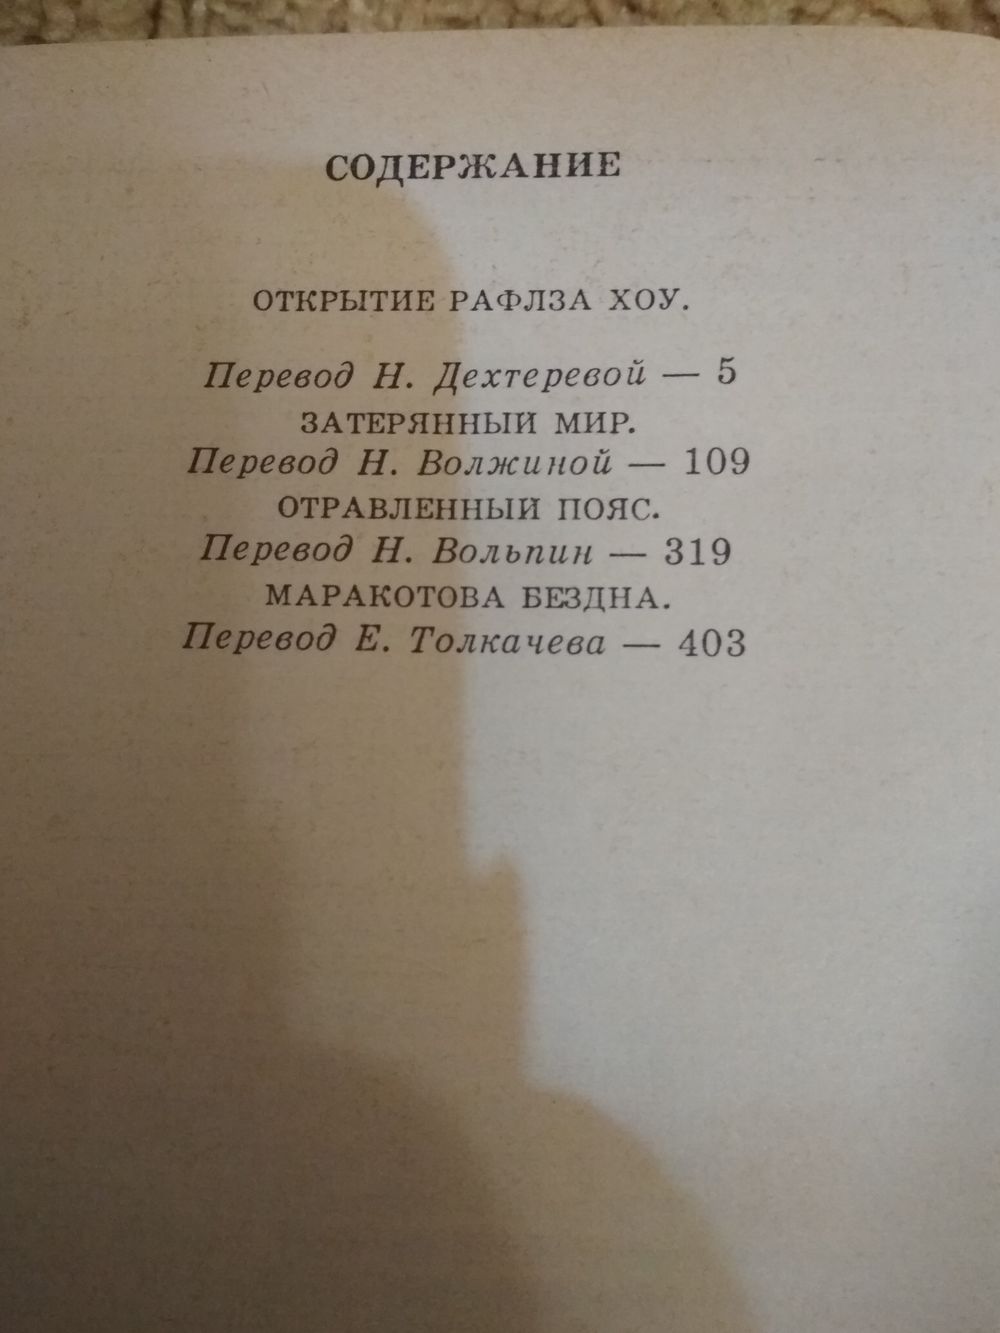 СОДЕРЖАНИЕ
ОТКРЫТИЕ РАФЛЗА ХОУ.
Перевод Н. Дехтеревой — 5
ЗАТЕРЯННЫЙ МИР.
Перевод Н. Волжиной — 109
ОТРАВЛЕННЫЙ ПОЯС.
Перевод Н. Вольпин — 319
МАРАКОТОВА БЕЗДНА.
Перевод Е. Толкачева — 403